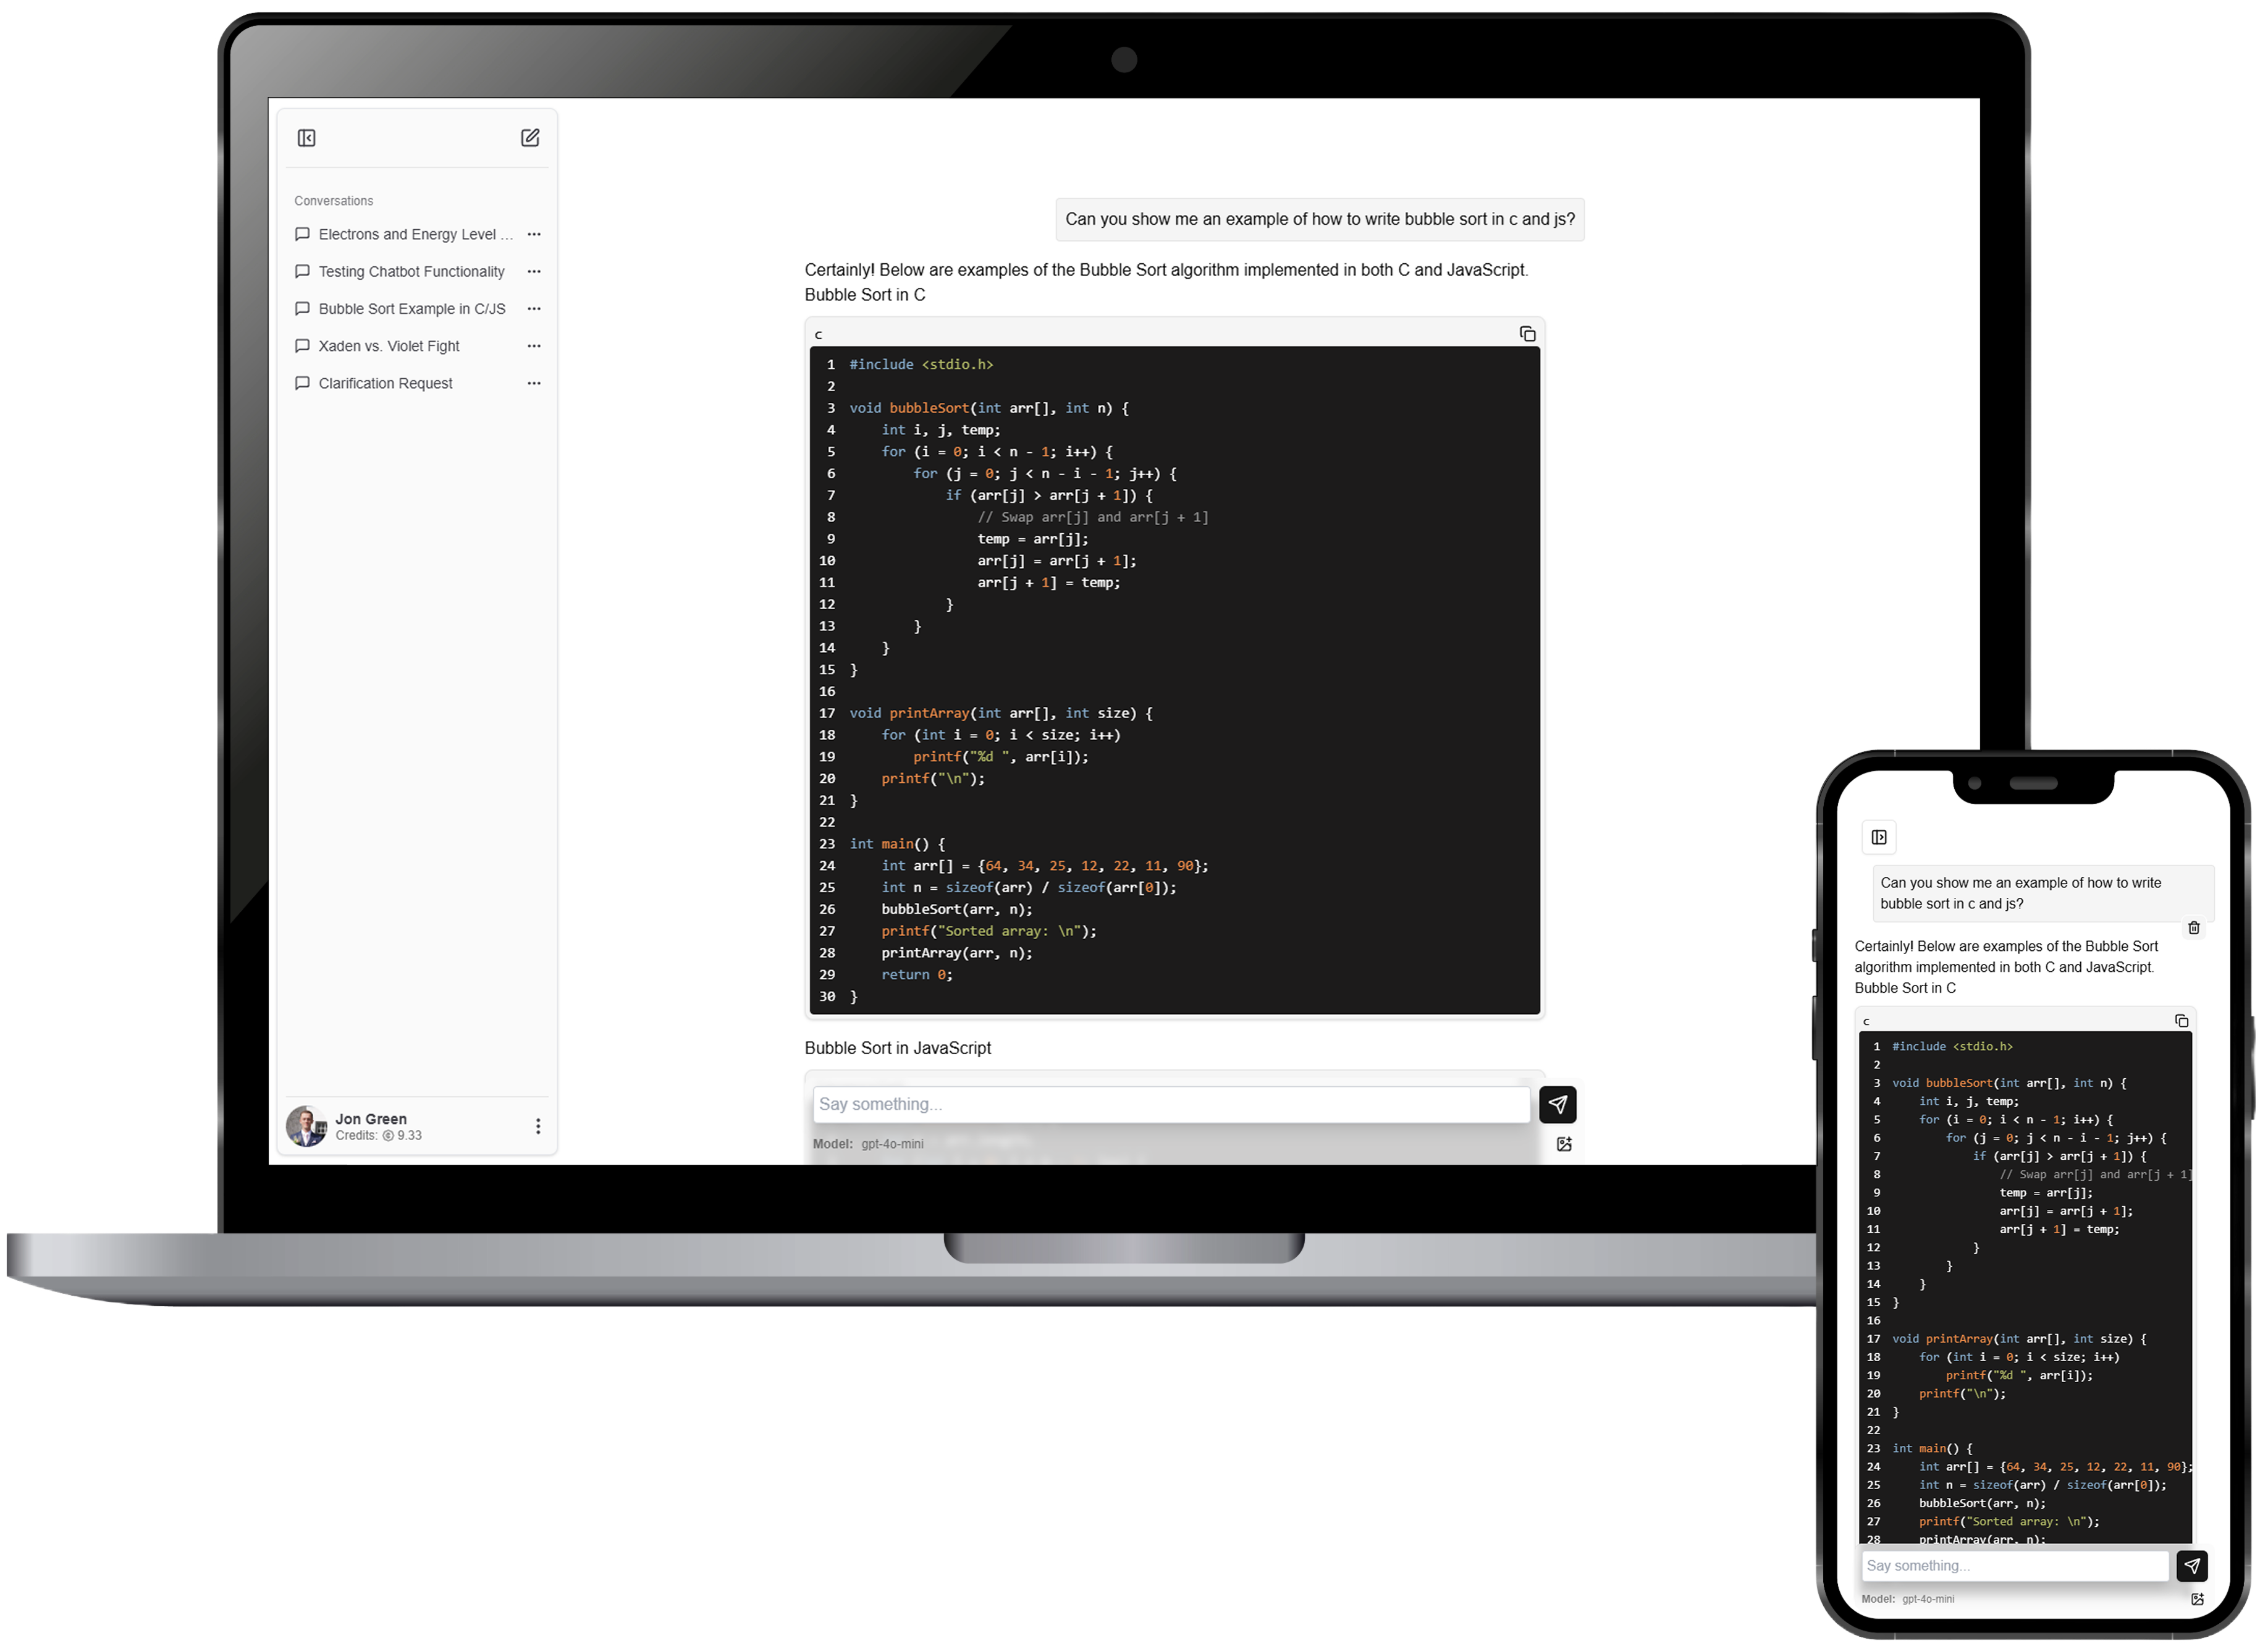 Conversations
Electrons and Energy Level ...
Testing Chatbot Functionality
Bubble Sort Example in C/JS
Xaden vs. Violet Fight
Clarification Request
Jon Green
Credits: 9.33
Can you show me an example of how to write bubble sort in c and js?
Certainly! Below are examples of the Bubble Sort algorithm implemented in both C and JavaScript.
Bubble Sort in C
c
1 #include <stdio.h>
2
3 void bubbleSort(int arr[], int n) {
4     int i, j, temp;
5     for (i = 0; i < n - 1; i++) {
6         for (j = 0; j < n - i - 1; j++) {
7             if (arr[j] > arr[j + 1]) {
8                 // Swap arr[j] and arr[j + 1]
9                 temp = arr[j];
10                 arr[j] = arr[j + 1];
11                 arr[j + 1] = temp;
12             }
13         }
14     }
15 }
16
17 void printArray(int arr[], int size) {
18     for (int i = 0; i < size; i++)
19         printf("%d ", arr[i]);
20     printf("\n");
21 }
22
23 int main() {
24     int arr[] = {64, 34, 25, 12, 22, 11, 90};
25     int n = sizeof(arr) / sizeof(arr[0]);
26     bubbleSort(arr, n);
27     printf("Sorted array: \n");
28     printArray(arr, n);
29     return 0;
30 }
Bubble Sort in JavaScript
Say something...
Model: gpt-4o-mini
Can you show me an example of how to write
bubble sort in c and js?
Certainly! Below are examples of the Bubble Sort
algorithm implemented in both C and JavaScript.
Bubble Sort in C
c
1 #include <stdio.h>
2
3 void bubbleSort(int arr[], int n) {
4     int i, j, temp;
5     for (i = 0; i < n - 1; i++) {
6         for (j = 0; j < n - i - 1; j++) {
7             if (arr[j] > arr[j + 1]) {
8                 // Swap arr[j] and arr[j + 1]
9                 temp = arr[j];
10                 arr[j] = arr[j + 1];
11                 arr[j + 1] = temp;
12             }
13         }
14     }
15 }
16
17 void printArray(int arr[], int size) {
18     for (int i = 0; i < size; i++)
19         printf("%d ", arr[i]);
20     printf("\n");
21 }
22
23 int main() {
24     int arr[] = {64, 34, 25, 12, 22, 11, 90};
25     int n = sizeof(arr) / sizeof(arr[0]);
26     bubbleSort(arr, n);
27     printf("Sorted array: \n");
28     printArray(arr, n);
Say something...
Model: gpt-4o-mini